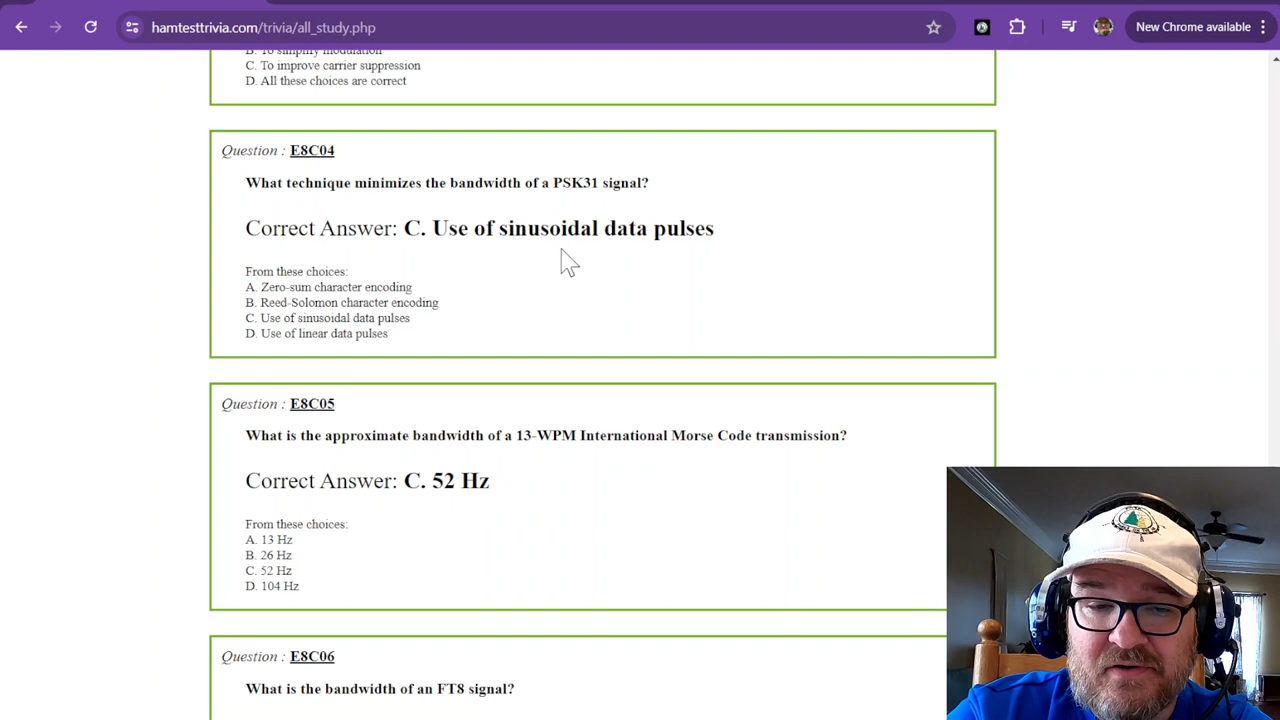 hamtesttrivia.com/trivia/all_study.php
New Chrome available
B. To simplify modulation
C. To improve carrier suppression
D. All these choices are correct
Question : E8C04
What technique minimizes the bandwidth of a PSK31 signal?
Correct Answer: C. Use of sinusoidal data pulses
From these choices:
A. Zero-sum character encoding
B. Reed-Solomon character encoding
C. Use of sinusoidal data pulses
D. Use of linear data pulses
Question : E8C05
What is the approximate bandwidth of a 13-WPM International Morse Code transmission?
Correct Answer: C. 52 Hz
From these choices:
A. 13 Hz
B. 26 Hz
C. 52 Hz
D. 104 Hz
Question : E8C06
What is the bandwidth of an FT8 signal?